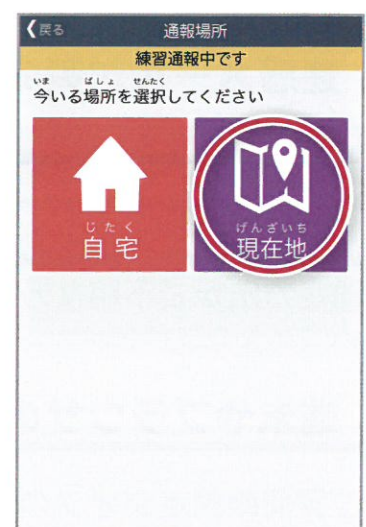 戻る
通報場所
練習通報中です
いま ばしょ せんたく
今いる場所を選択してください
じたく
自宅
げんざいち
現在地